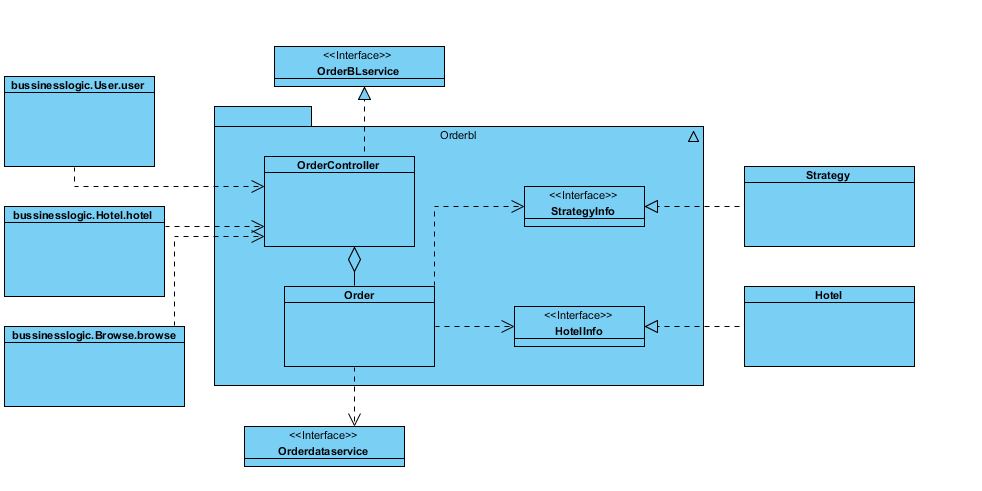 <<Interface>>
OrderBLservice
bussinesslogic.User.user
Orderbl
OrderController
Strategy
<<Interface>>
StrategyInfo
bussinesslogic.Hotel.hotel
Order
Hotel
<<Interface>>
HotelInfo
bussinesslogic.Browse.browse
<<Interface>>
Orderdataservice